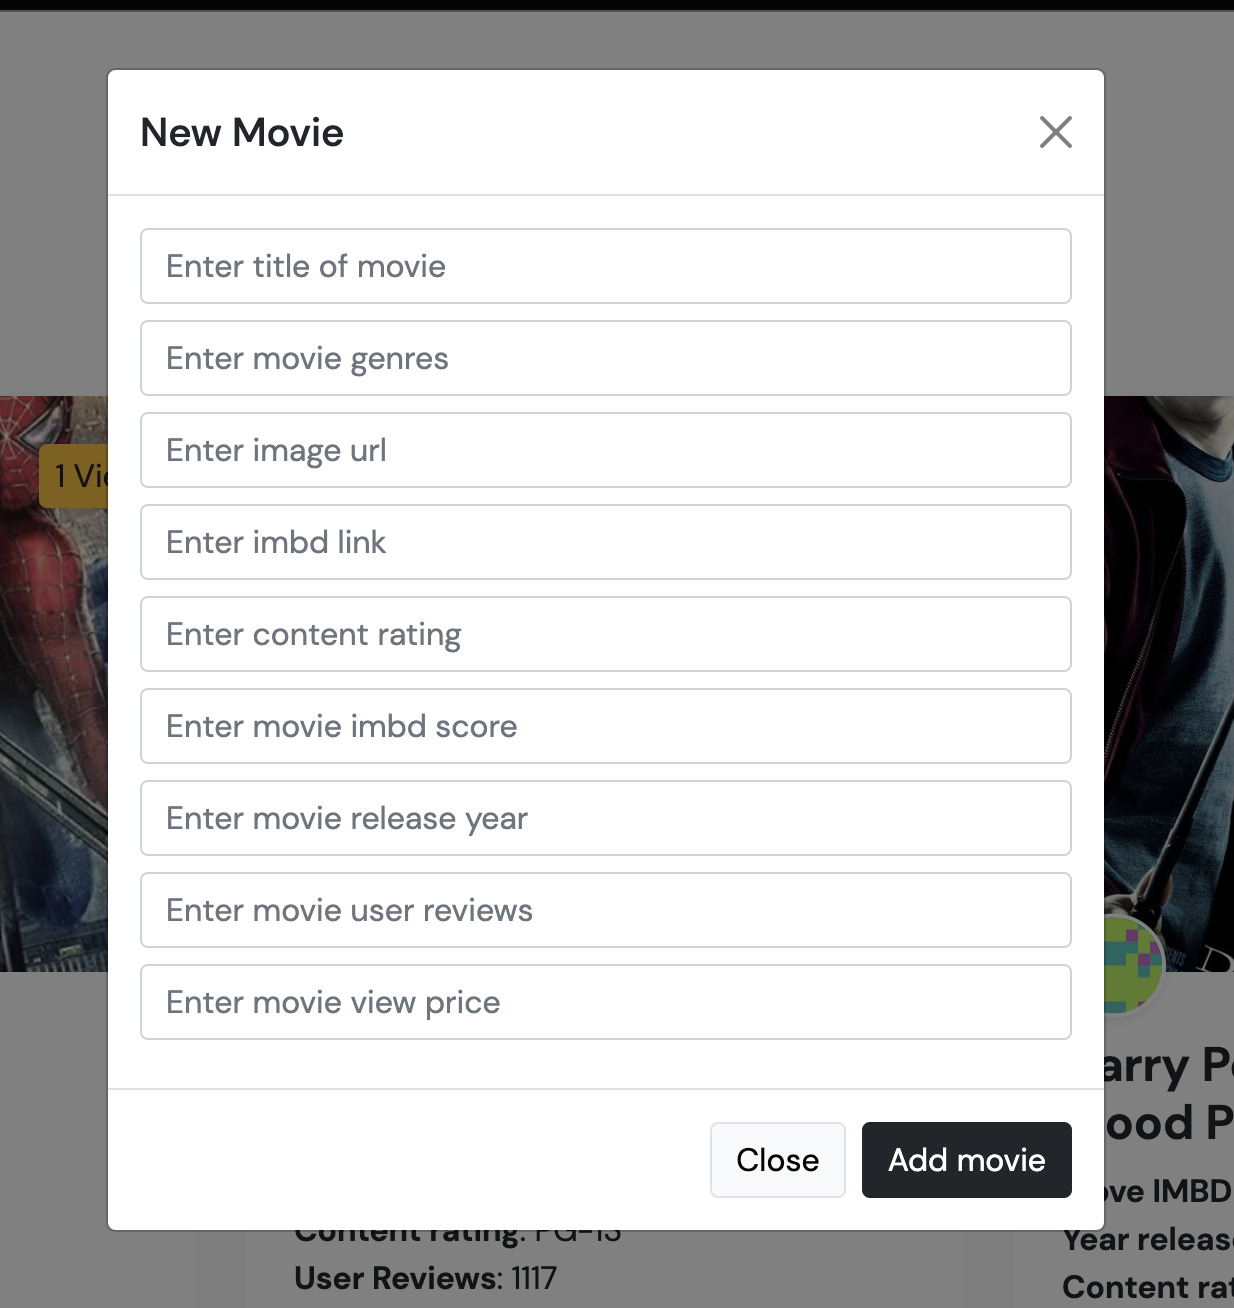 New Movie
Enter title of movie
Enter movie genres
Enter image url
1 Vie
Enter imbd link
Enter content rating
Enter movie imbd score
Enter movie release year
Enter movie user reviews
Enter movie view price
arry P
ood P
Close
Add movie
ove IMBD
Content rating: PG-13
Year releas
User Reviews: 1117
Content rat